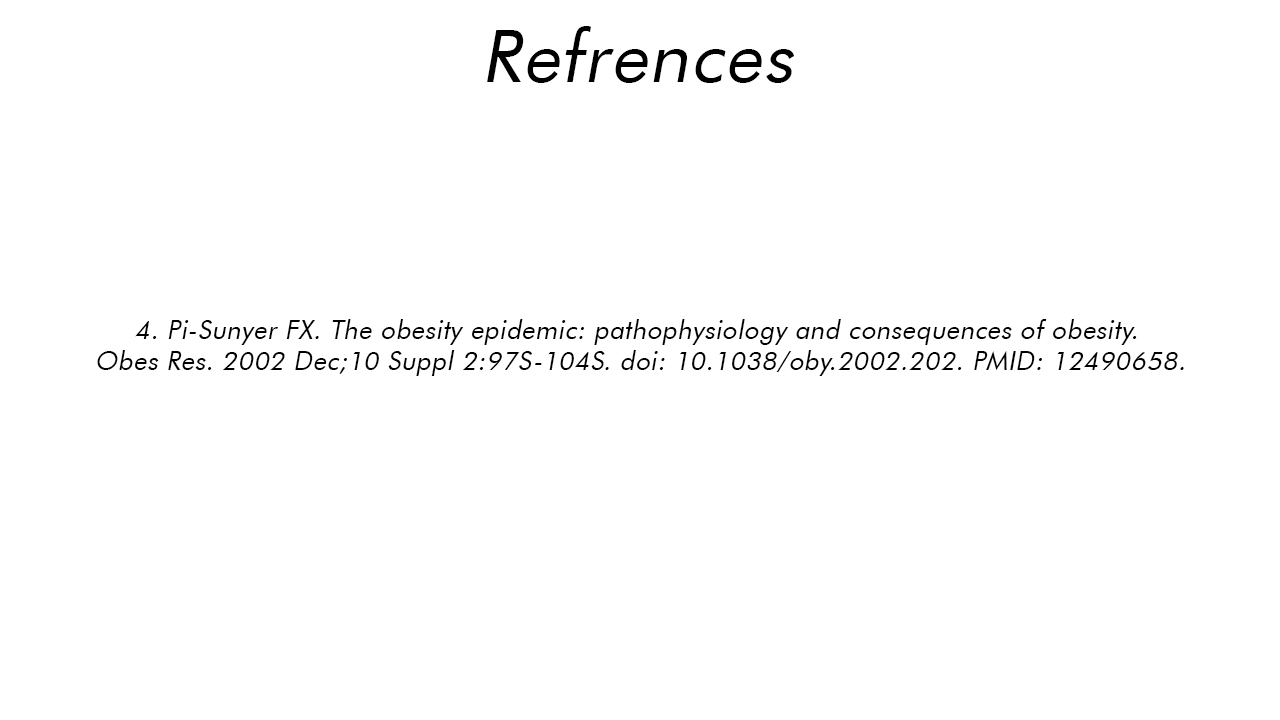 Refrences
4. Pi-Sunyer FX. The obesity epidemic: pathophysiology and consequences of obesity.
Obes Res. 2002 Dec;10 Suppl 2:97S-104S. doi: 10.1038/oby.2002.202. PMID: 12490658.